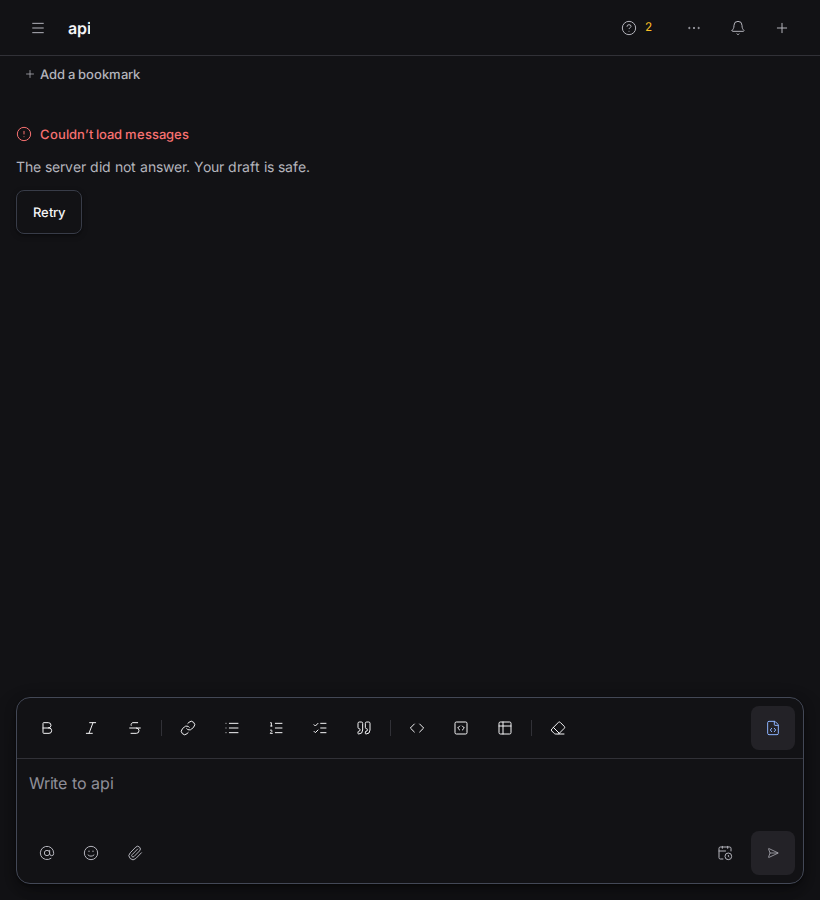 api
2
Add a bookmark
Couldn't load messages
The server did not answer. Your draft is safe.
Retry
Write to api